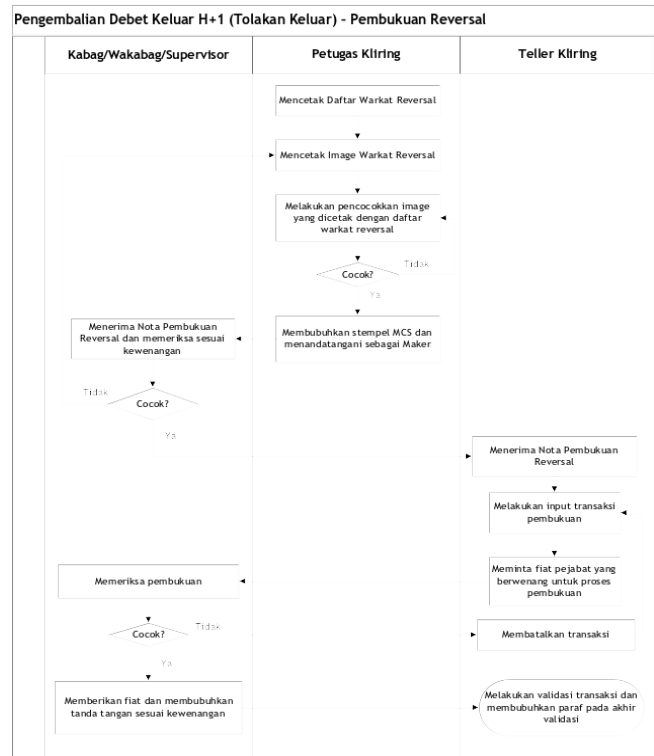 Pengembalian Debet Keluar H+1 (Tolakan Keluar) - Pembukuan Reversal
Kabag/Wakabag/Supervisor
Petugas Kliring
Teller Kliring
Mencetak Daftar Warkat Reversal
Mencetak Image Warkat Reversal
Melakukan pencocokkan image
yang dicetak dengan daftar
warkat reversal
Cocok?
Tidak
Ya
Membubuhkan stempel MCS dan
menandatangani sebagai Maker
Menerima Nota Pembukuan
Reversal dan memeriksa sesuai
kewenangan
Tidak
Cocok?
Ya
Menerima Nota Pembukuan
Reversal
Melakukan input transaksi
pembukuan
Meminta fiat pejabat yang
berwenang untuk proses
pembukuan
Memeriksa pembukuan
Cocok?
Tidak
Ya
Membatalkan transaksi
Memberikan fiat dan membubuhkan
tanda tangan sesuai kewenangan
Melakukan validasi transaksi dan
membubuhkan paraf pada akhir
validasi